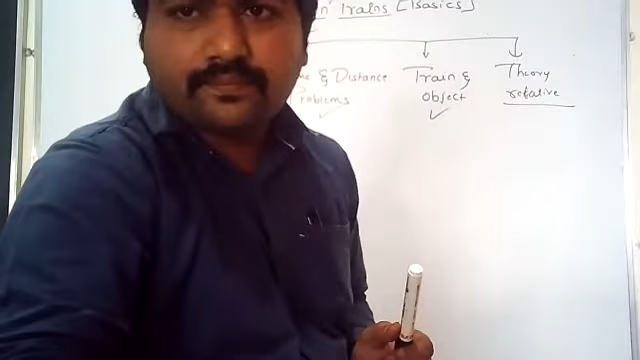 Trains [Basics]
& Distance Train & Theory
Problems object relative